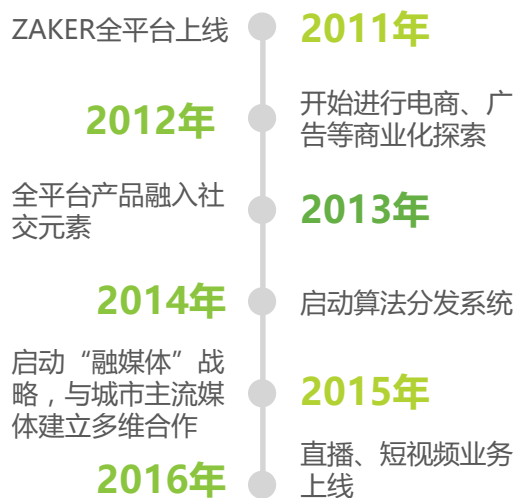 ZAKER全平台上线
2011年
2012年
开始进行电商、广
告等商业化探索
全平台产品融入社
交元素
2013年
2014年
启动算法分发系统
启动“融媒体”战
略，与城市主流媒
体建立多维合作
2015年
2016年
直播、短视频业务
上线